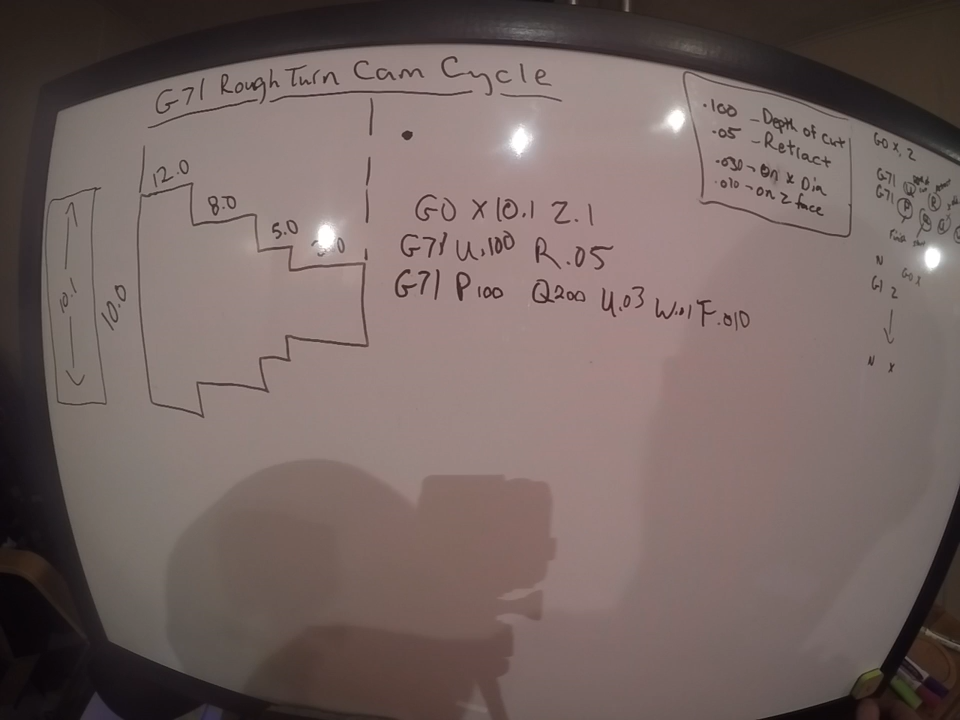 G71 Rough Turn Cam Cycle
.100 - Depth of cut
.05 - Retract
.030 - on x Dia
.010 - on z face
12.0
8.0
5.0
10.1
10.0
G0 X10.1 Z.1
G71 U.100 R.05
G71 P100 Q200 U.03 W.01 F.010
G0 X, Z
G71 U R
G71 P
N G0 X
G1 Z
N X